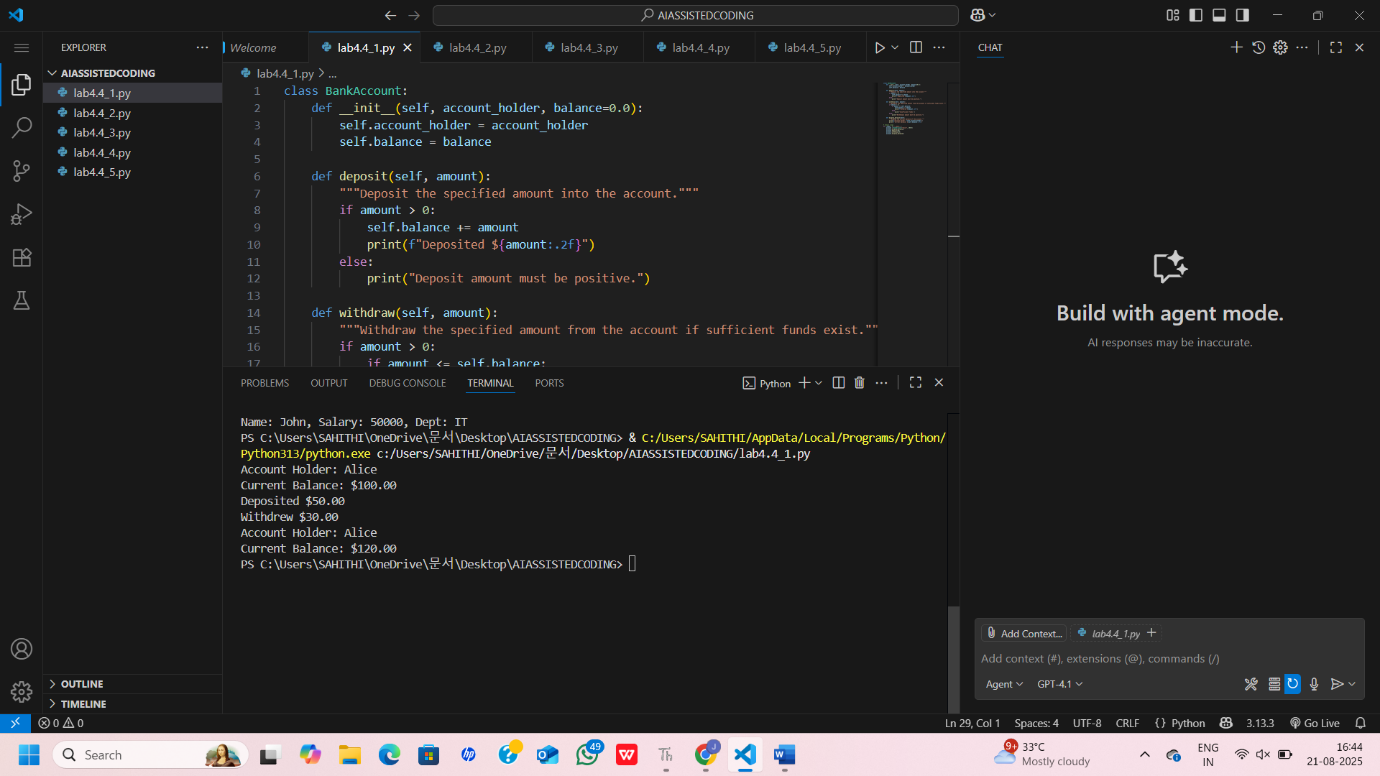 AIASSISTEDCODING
EXPLORER
AIASSISTEDCODING
lab4.4_1.py
lab4.4_2.py
lab4.4_3.py
lab4.4_4.py
lab4.4_5.py
OUTLINE
TIMELINE
Welcome lab4.4_1.py lab4.4_2.py lab4.4_3.py lab4.4_4.py lab4.4_5.py
lab4.4_1.py > ...
1 class BankAccount:
2 def __init__(self, account_holder, balance=0.0):
3 self.account_holder = account_holder
4 self.balance = balance
5
6 def deposit(self, amount):
7 """Deposit the specified amount into the account."""
8 if amount > 0:
9 self.balance += amount
10 print(f"Deposited ${amount:.2f}")
11 else:
12 print("Deposit amount must be positive.")
13
14 def withdraw(self, amount):
15 """Withdraw the specified amount from the account if sufficient funds exist.""
16 if amount > 0:
17 if amount <= self.balance:
PROBLEMS OUTPUT DEBUG CONSOLE TERMINAL PORTS
Python
Name: John, Salary: 50000, Dept: IT
PS C:\Users\SAHITHI\OneDrive\문서\Desktop\AIASSISTEDCODING> & C:/Users/SAHITHI/AppData/Local/Programs/Python/
Python313/python.exe c:/Users/SAHITHI/OneDrive/문서/Desktop/AIASSISTEDCODING/lab4.4_1.py
Account Holder: Alice
Current Balance: $100.00
Deposited $50.00
Withdrew $30.00
Account Holder: Alice
Current Balance: $120.00
PS C:\Users\SAHITHI\OneDrive\문서\Desktop\AIASSISTEDCODING>
CHAT
Build with agent mode.
AI responses may be inaccurate.
Add Context... lab4.4_1.py
Add context (#), extensions (@), commands (/)
Agent GPT-4.1
0 0
Ln 29, Col 1 Spaces: 4 UTF-8 CRLF {} Python 3.13.3 Go Live
Search
49
9+
33°C
Mostly cloudy
ENG
IN
16:44
21-08-2025